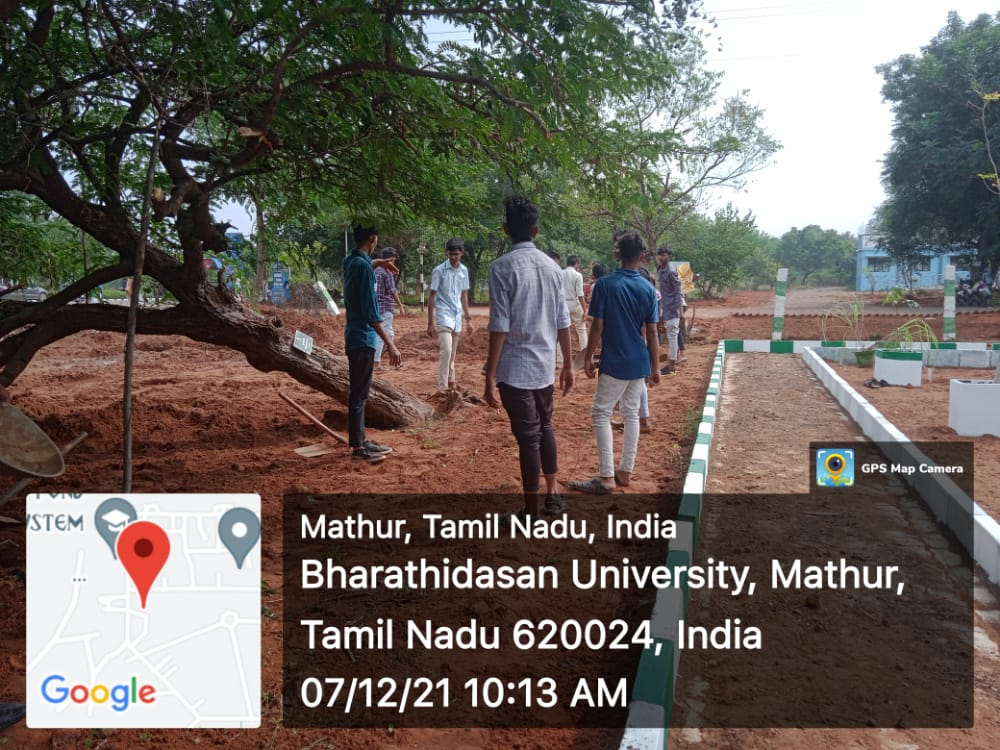 GPS Map Camera
YSTEM
Mathur, Tamil Nadu, India
Bharathidasan University, Mathur,
Tamil Nadu 620024, India
07/12/21 10:13 AM
Google